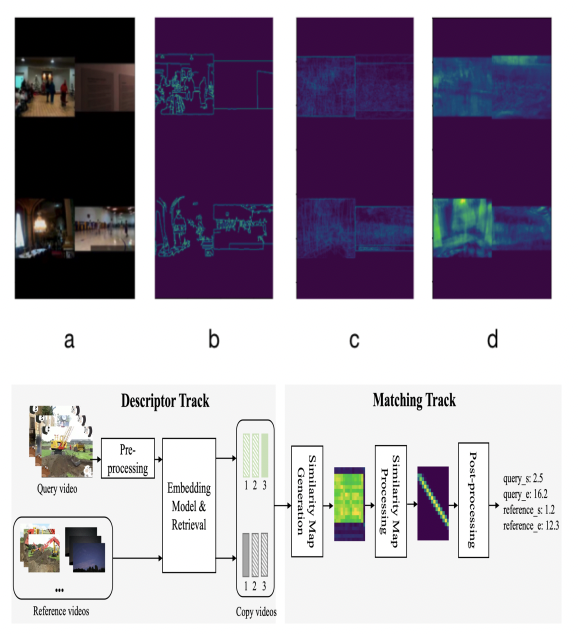 a b c d
Descriptor Track
Matching Track
Query video
Pre-
processing
Embedding
Model &
Retrieval
1 2 3
1 2 3
Copy videos
•••
Reference videos
Similarity Map
Generation
Similarity Map
Processing
Post-processing
query_s: 2.5
query_e: 16.2
reference_s: 1.2
reference_e: 12.3